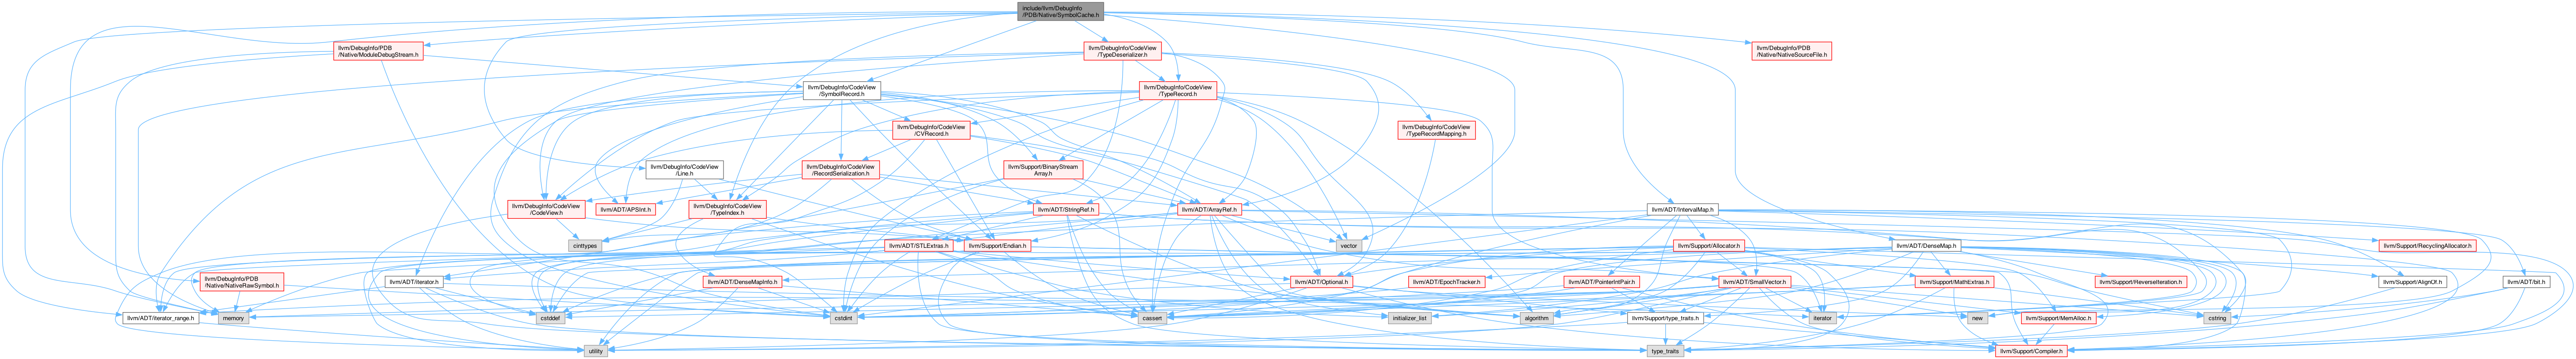 include/llvm/DebugInfo
/PDB/Native/SymbolCache.h
llvm/DebugInfo/PDB
/Native/ModuleDebugStream.h
llvm/DebugInfo/CodeView
/TypeDeserializer.h
llvm/DebugInfo/PDB
/Native/NativeSourceFile.h
llvm/DebugInfo/CodeView
/SymbolRecord.h
llvm/DebugInfo/CodeView
/TypeRecord.h
llvm/DebugInfo/CodeView
/CVRecord.h
llvm/DebugInfo/CodeView
/TypeRecordMapping.h
llvm/DebugInfo/CodeView
/Line.h
llvm/DebugInfo/CodeView
/RecordSerialization.h
llvm/Support/BinaryStream
Array.h
llvm/DebugInfo/CodeView
/CodeView.h
llvm/ADT/APSInt.h
llvm/DebugInfo/CodeView
/TypeIndex.h
llvm/ADT/StringRef.h
llvm/ADT/ArrayRef.h
llvm/ADT/IntervalMap.h
cinttypes
llvm/ADT/STLExtras.h
llvm/Support/Endian.h
vector
llvm/Support/Allocator.h
llvm/ADT/DenseMap.h
llvm/Support/RecyclingAllocator.h
llvm/DebugInfo/PDB
/Native/NativeRawSymbol.h
llvm/ADT/iterator.h
llvm/ADT/DenseMapInfo.h
llvm/ADT/Optional.h
llvm/ADT/EpochTracker.h
llvm/ADT/PointerIntPair.h
llvm/ADT/SmallVector.h
llvm/Support/MathExtras.h
llvm/Support/ReverseIteration.h
llvm/Support/AlignOf.h
llvm/ADT/bit.h
llvm/ADT/iterator_range.h
memory
cstddef
cstdint
cassert
initializer_list
algorithm
llvm/Support/type_traits.h
iterator
new
llvm/Support/MemAlloc.h
cstring
utility
type_traits
llvm/Support/Compiler.h